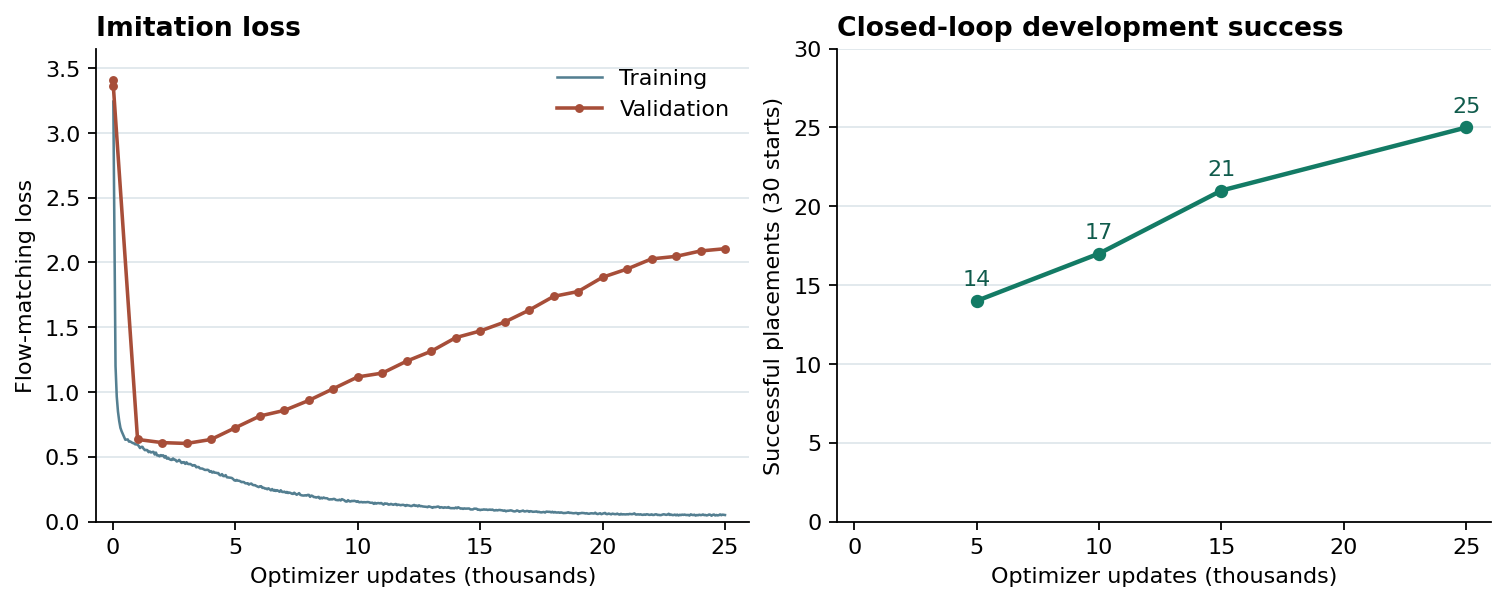 Imitation loss
Flow-matching loss
3.5
3.0
2.5
2.0
1.5
1.0
0.5
0.0
Training
Validation
0 5 10 15 20 25
Optimizer updates (thousands)
Closed-loop development success
Successful placements (30 starts)
30
25
20
15
10
5
0
14
17
21
25
0 5 10 15 20 25
Optimizer updates (thousands)